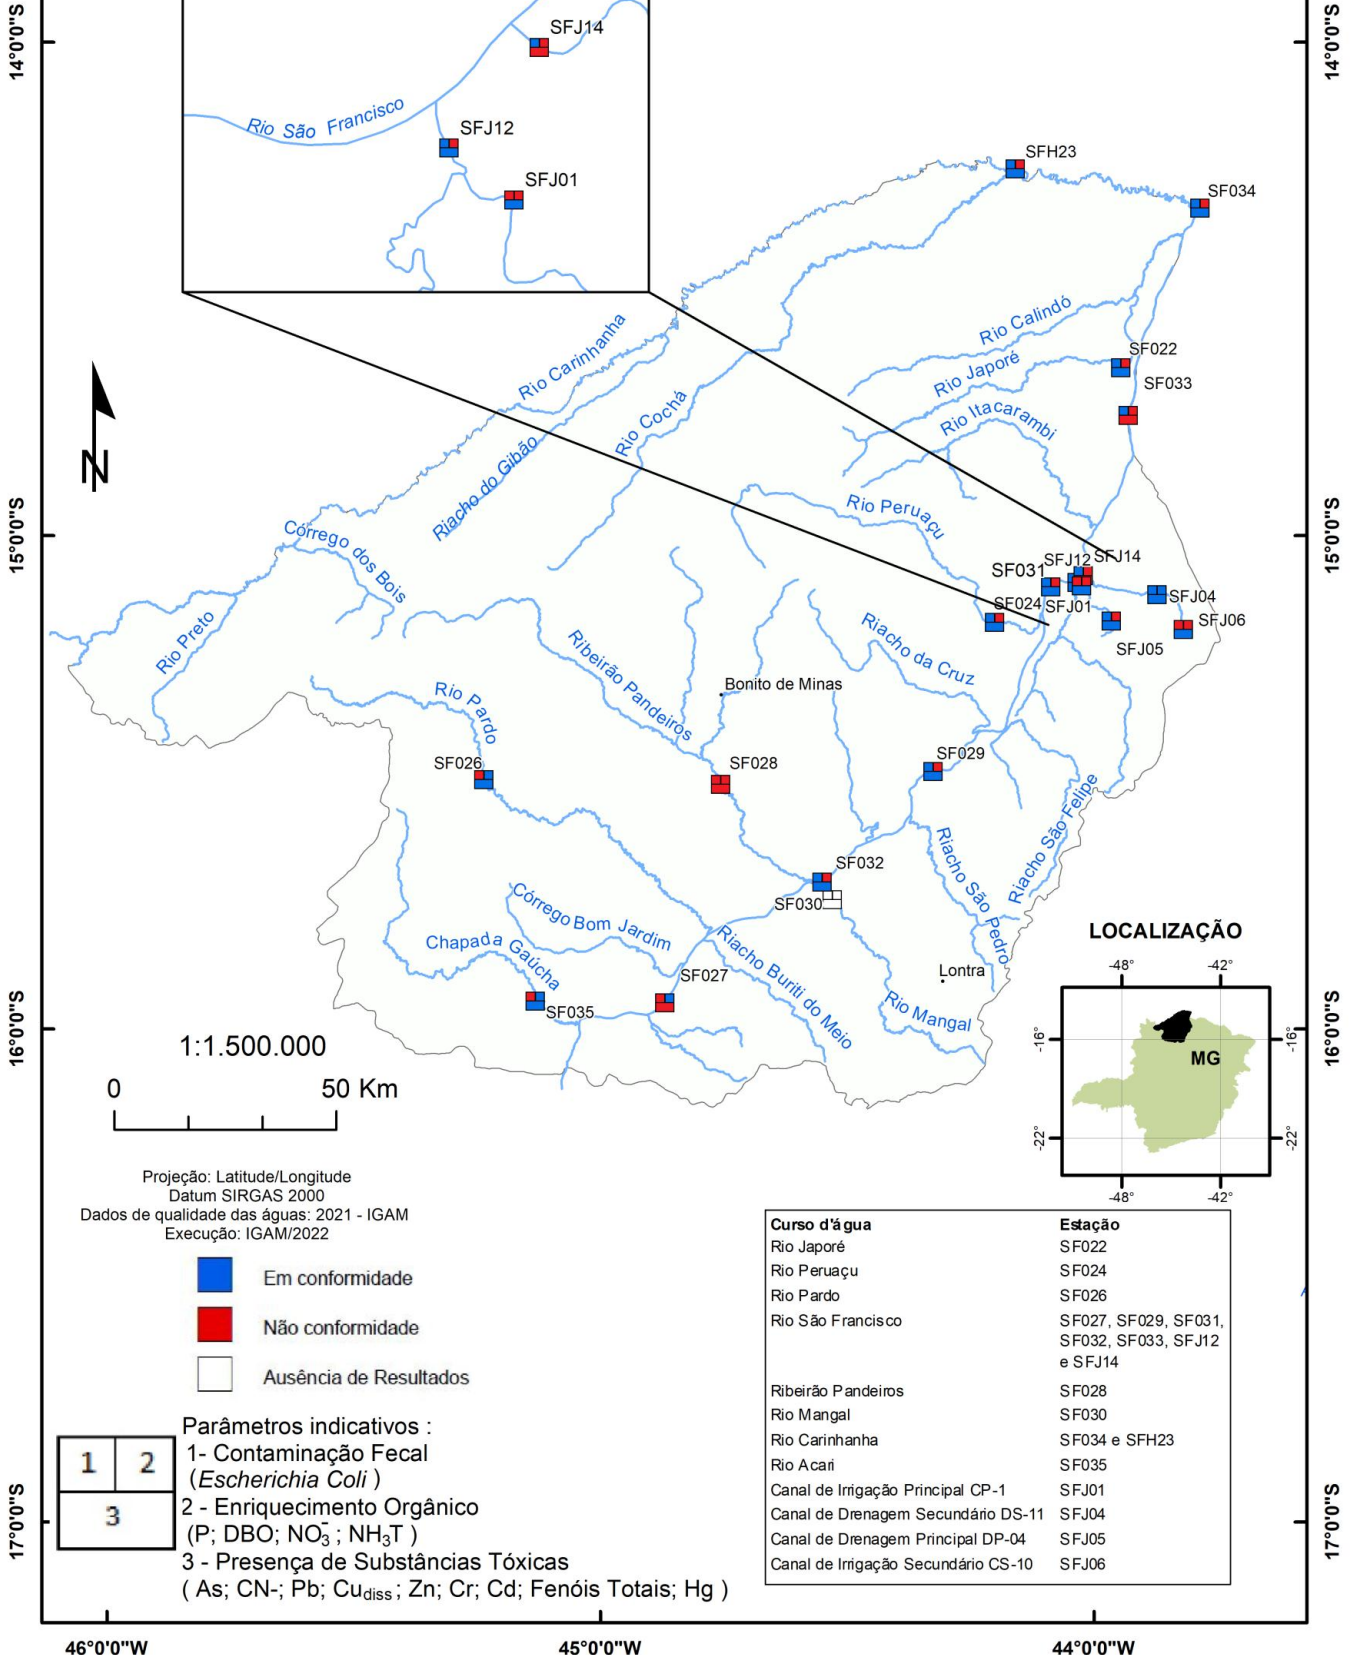 14°0'0"S
14°0'0"S
SFJ14
Rio São Francisco
SFJ12
SFJ01
SFH23
SF034
Rio Calindó
SF022
Rio Japoré
SF033
Rio Carinhanha
Rio Itacarambi
Rio Cochá
Riacho do Gibão
N
Rio Peruaçu
15°0'0"S
15°0'0"S
Córrego dos Bois
SFJ12
SFJ14
SF031
SF024
SFJ01
SFJ04
SFJ06
SFJ05
Rio Preto
Riacho da Cruz
Ribeirão Pandeiros
Bonito de Minas
Rio Pardo
SF026
SF028
SF029
Riacho São Felipe
Riacho São Pedro
SF032
SF030
Córrego Bom Jardim
Chapada Gaúcha
Riacho Buriti do Meio
SF027
SF035
Lontra
Rio Mangal
16°0'0"S
16°0'0"S
LOCALIZAÇÃO
-48°
-42°
-16°
-16°
MG
-22°
-22°
-48°
-42°
1:1.500.000
0 50 Km
Projeção: Latitude/Longitude
Datum SIRGAS 2000
Dados de qualidade das águas: 2021 - IGAM
Execução: IGAM/2022
Em conformidade
Não conformidade
Ausência de Resultados
Parâmetros indicativos :
1 2
3
1- Contaminação Fecal
(Escherichia Coli )
2 - Enriquecimento Orgânico
(P; DBO; NO3-; NH3T )
3 - Presença de Substâncias Tóxicas
( As; CN-; Pb; Cudiss; Zn; Cr; Cd; Fenóis Totais; Hg )
Curso d'água Estação
Rio Japoré SF022
Rio Peruaçu SF024
Rio Pardo SF026
Rio São Francisco SF027, SF029, SF031,
SF032, SF033, SFJ12
e SFJ14
Ribeirão Pandeiros SF028
Rio Mangal SF030
Rio Carinhanha SF034 e SFH23
Rio Acari SF035
Canal de Irrigação Principal CP-1 SFJ01
Canal de Drenagem Secundário DS-11 SFJ04
Canal de Drenagem Principal DP-04 SFJ05
Canal de Irrigação Secundário CS-10 SFJ06
17°0'0"S
17°0'0"S
46°0'0"W
45°0'0"W
44°0'0"W